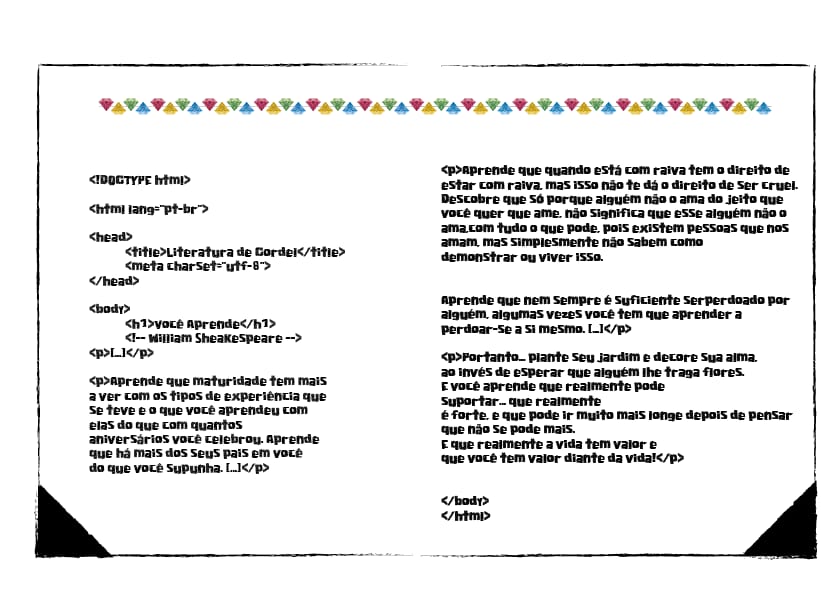 <!DOCTYPE html>
<html lang="pt-br">
<head>
<title>Literatura de Cordel</title>
<meta charset="utf-8">
</head>
<body>
<h1>Você Aprende</h1>
<!-- William Sheakespeare -->
<p>[...]</p>
<p>Aprende que maturidade tem mais
a ver com os tipos de experiência que
se teve e o que você aprendeu com
elas do que com quantos
aniversários você celebrou. Aprende
que há mais dos seus pais em você
do que você supunha. [...]</p>
<p>Aprende que quando está com raiva tem o direito de
estar com raiva, mas isso não te dá o direito de ser cruel.
Descobre que só porque alguém não o ama do jeito que
você quer que ame, não significa que esse alguém não o
ama,com tudo o que pode, pois existem pessoas que nos
amam, mas simplesmente não sabem como
demonstrar ou viver isso.
Aprende que nem sempre é suficiente serperdoado por
alguém, algumas vezes você tem que aprender a
perdoar-se a si mesmo. [...]</p>
<p>Portanto... plante seu jardim e decore sua alma,
ao invés de esperar que alguém lhe traga flores.
E você aprende que realmente pode
suportar... que realmente
é forte, e que pode ir muito mais longe depois de pensar
que não se pode mais.
E que realmente a vida tem valor e
que você tem valor diante da vida!</p>
</body>
</html>